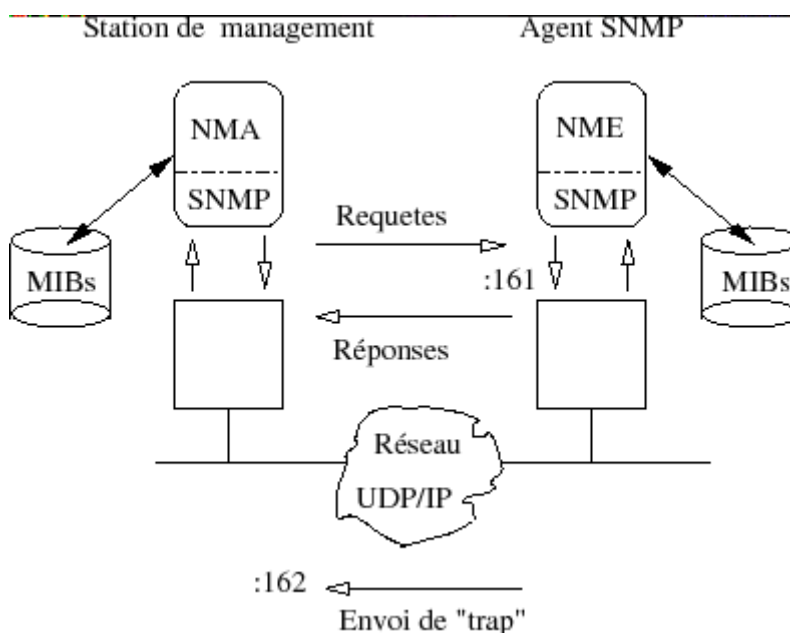 Station de management
Agent SNMP
NMA
SNMP
NME
SNMP
MIBs
MIBs
Requetes
:161
Réponses
Réseau
UDP/IP
:162
Envoi de "trap"